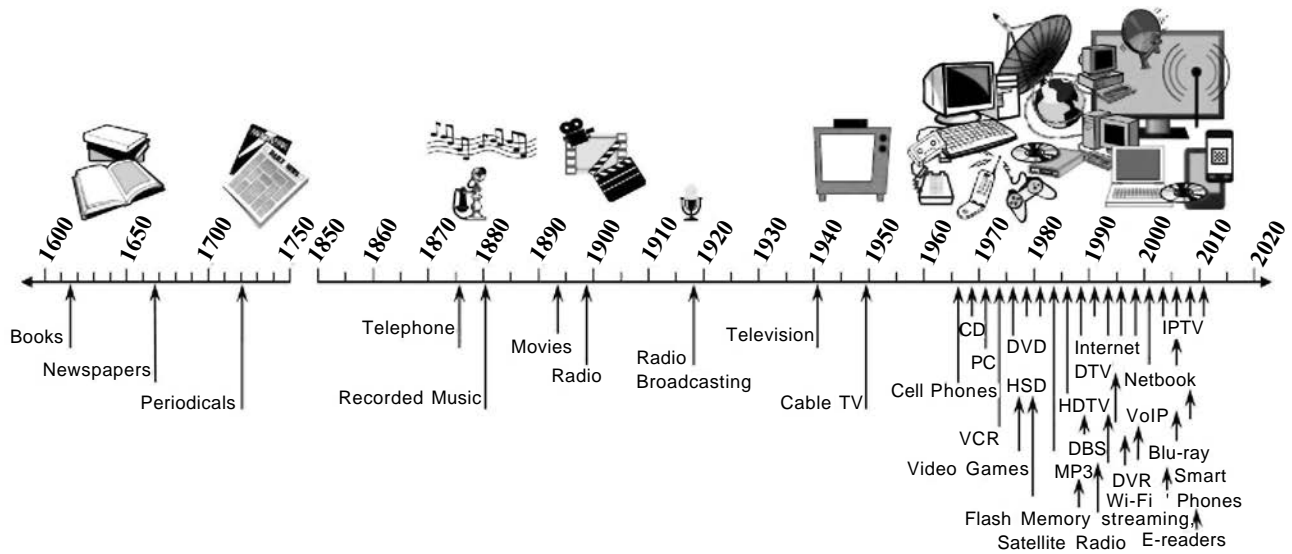 1600 1650 1700 1750 1850 1860 1870 1880 1890 1900 1910 1920 1930 1940 1950 1960 1970 1980 1990 2000 2010 2020
Books
Newspapers
Periodicals
Telephone
Recorded Music
Movies
Radio
Radio
Broadcasting
Television
Cable TV
CD
PC
Cell Phones
VCR
Video Games
DVD
HSD
Internet
DTV
HDTV
DBS
MP3
IPTV
Netbook
VoIP
Blu-ray
DVR
Wi-Fi
Smart
Phones
Flash Memory streaming,
Satellite Radio
E-readers